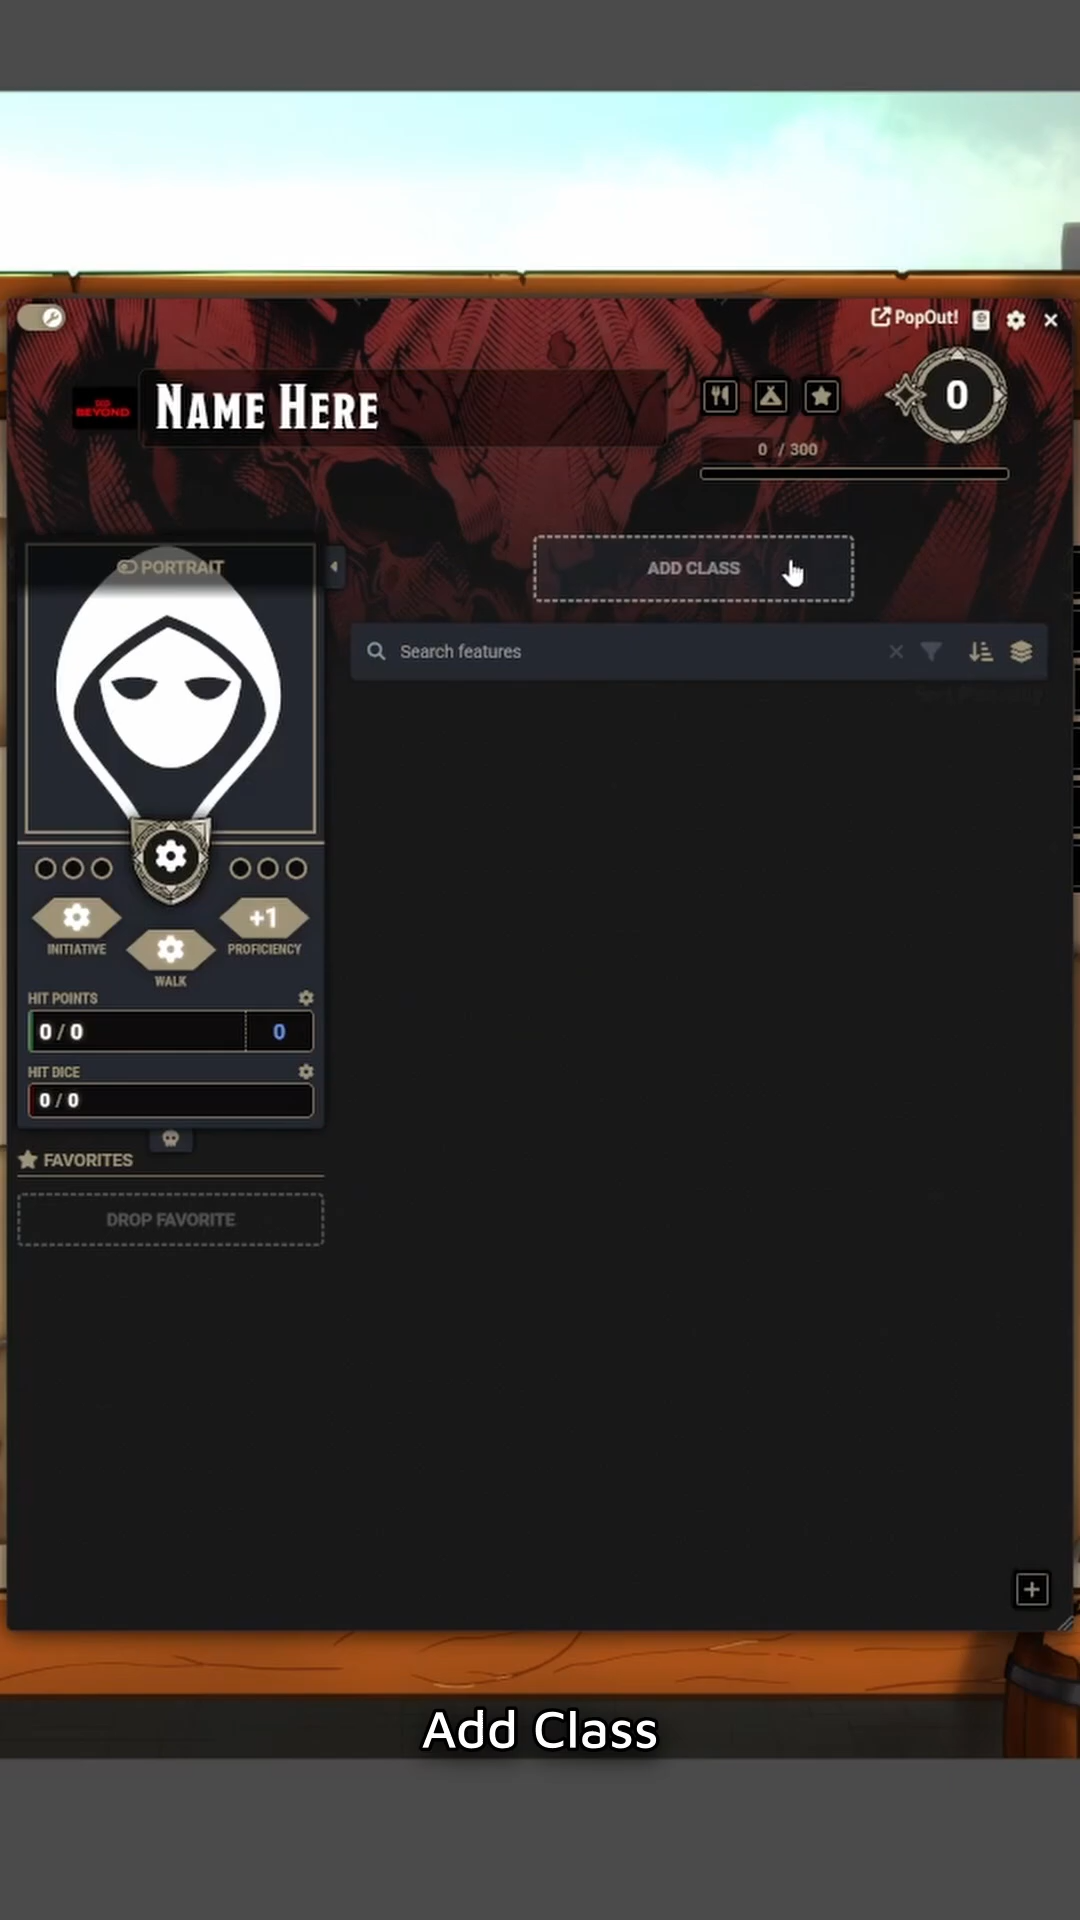 PopOut!
BEYOND
Name Here
0
0 / 300
PORTRAIT
ADD CLASS
Search features
+1
INITIATIVE
PROFICIENCY
WALK
HIT POINTS
0 / 0
0
HIT DICE
0 / 0
FAVORITES
DROP FAVORITE
Add Class